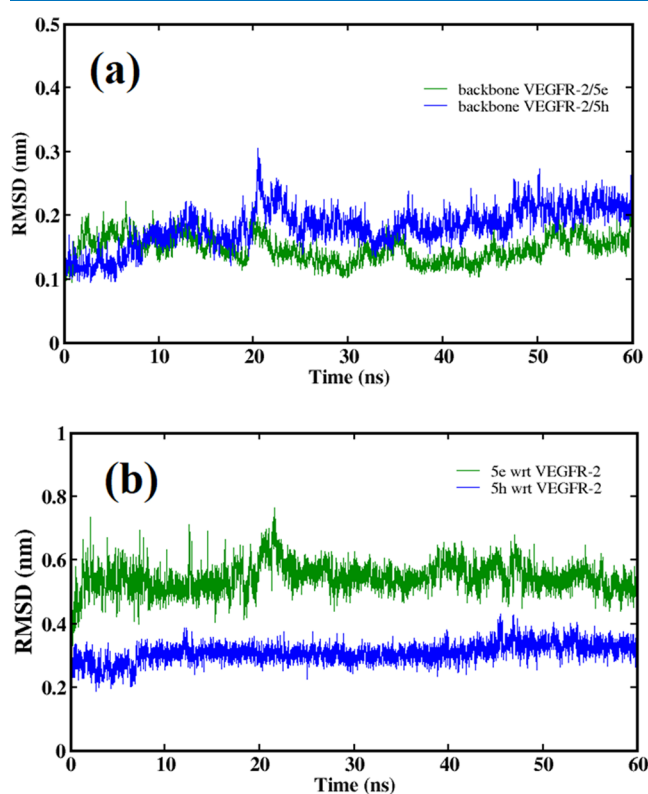 (a)
backbone VEGFR-2/5e
backbone VEGFR-2/5h
RMSD (nm)
0.5
0.4
0.3
0.2
0.1
0
0 10 20 30 40 50 60
Time (ns)
(b)
5e wrt VEGFR-2
5h wrt VEGFR-2
RMSD (nm)
1
0.8
0.6
0.4
0.2
0
0 10 20 30 40 50 60
Time (ns)